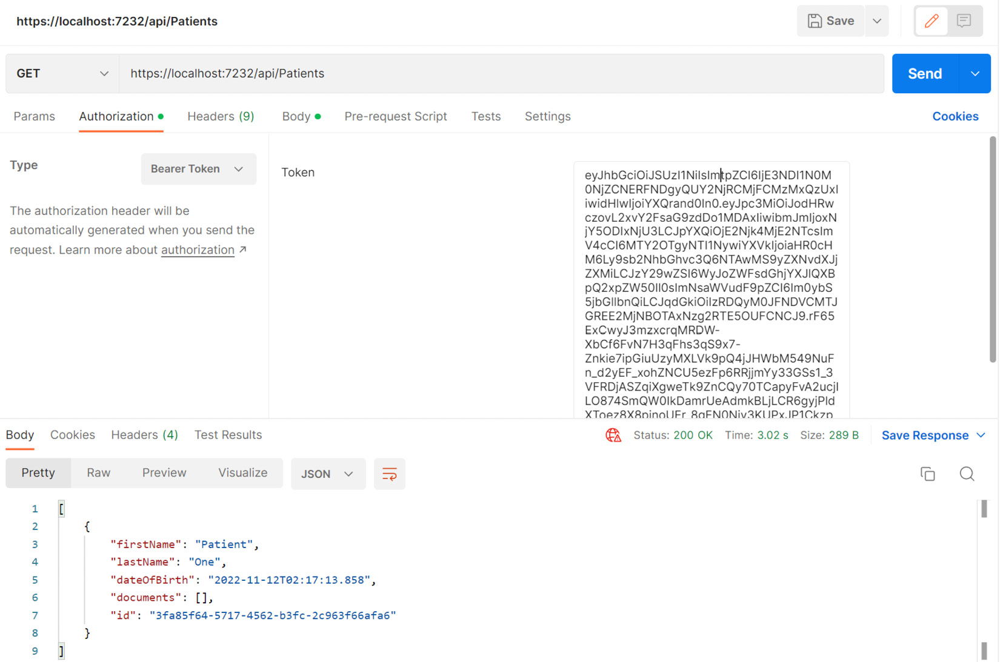 https://localhost:7232/api/Patients
Save
GET
https://localhost:7232/api/Patients
Send
Params
Authorization
Headers (9)
Body
Pre-request Script
Tests
Settings
Cookies
Type
Bearer Token
The authorization header will be
automatically generated when you send the
request. Learn more about authorization ↗
Token
eyJhbGciOiJSUzI1NiIsImtpZCI6IjE3NDI1N0M
0NjZCNERFNDgyQUY2NjRCMjFCMzMxQzUxI
iwidHlwIjoiYXQrand0In0.eyJpc3MiOiJodHRw
czovL2xvY2FsaG9zdDo1MDAxIiwibmJmIjoxN
jY5ODIxNjU3LCJpYXQiOjE2Njk4MjE2NTcsIm
V4cCI6MTY2OTgyNTI1NywiYXVkIjoiaHR0cH
M6Ly9sb2NhbGhvc3Q6NTAwMS9yZXNvdXJj
ZXMiLCJzY29wZSI6WyJoZWFsdGhjYXJlQXB
pQ2xpZW50Il0sImNsaWVudF9pZCI6Im0ybS
5jbGllbnQiLCJqdGkiOiIzRDQyM0JFNDVCMTJ
GREE2MjNBOTAxNzg2RTE5OUFCNCJ9.rF65
ExCwyJ3mzxcrqMRDW-
XbCf6FvN7H3qFhs3qS9x7-
Znkie7ipGiuUzyMXLVk9pQ4jJHWbM549NuF
n_d2yEF_xohZNCU5ezFp6RRjjmYy33GSs1_3
VFRDjASZqiXgweTk9ZnCQy70TCapyFvA2ucjI
LO874SmQW0IkDamrUeAdmkBLjLCR6gyjPld
Body
Cookies
Headers (4)
Test Results
Status: 200 OK
Time: 3.02 s
Size: 289 B
Save Response
Pretty
Raw
Preview
Visualize
JSON
1 [
2 {
3 "firstName": "Patient",
4 "lastName": "One",
5 "dateOfBirth": "2022-11-12T02:17:13.858",
6 "documents": [],
7 "id": "3fa85f64-5717-4562-b3fc-2c963f66afa6"
8 }
9 ]